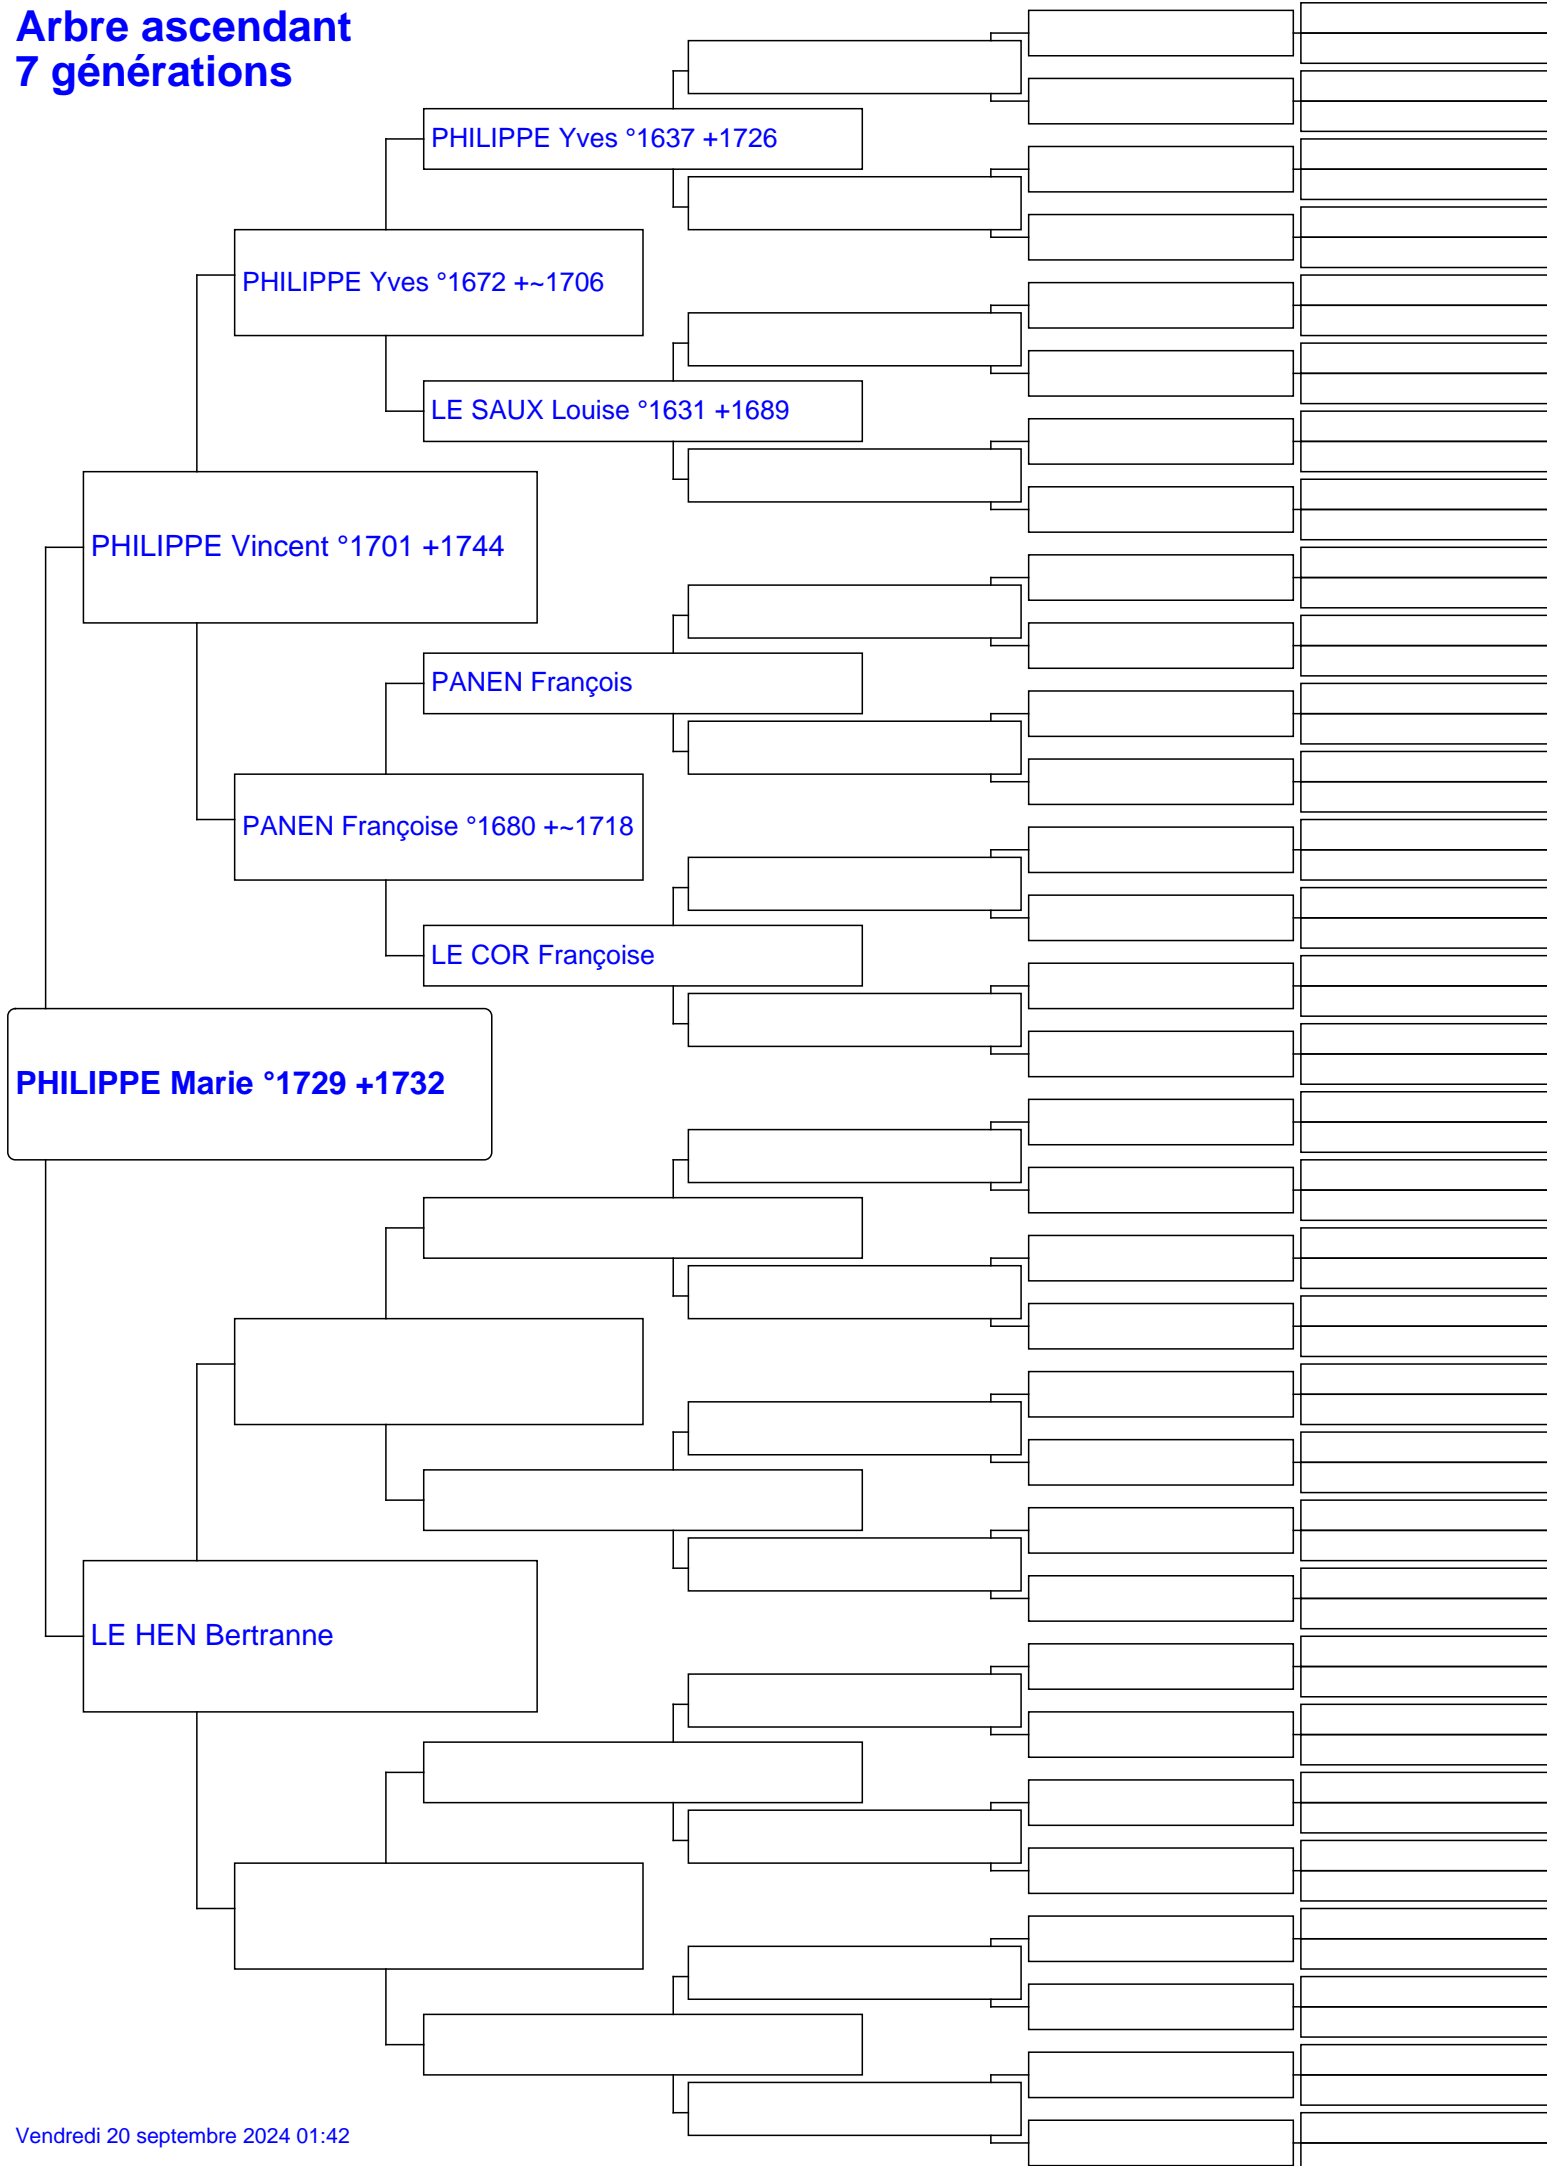 Arbre ascendant
7 générations
PHILIPPE Yves °1637 +1726
PHILIPPE Yves °1672 +~1706
LE SAUX Louise °1631 +1689
PHILIPPE Vincent °1701 +1744
PANEN François
PANEN Françoise °1680 +~1718
LE COR Françoise
PHILIPPE Marie °1729 +1732
LE HEN Bertranne
Vendredi 20 septembre 2024 01:42